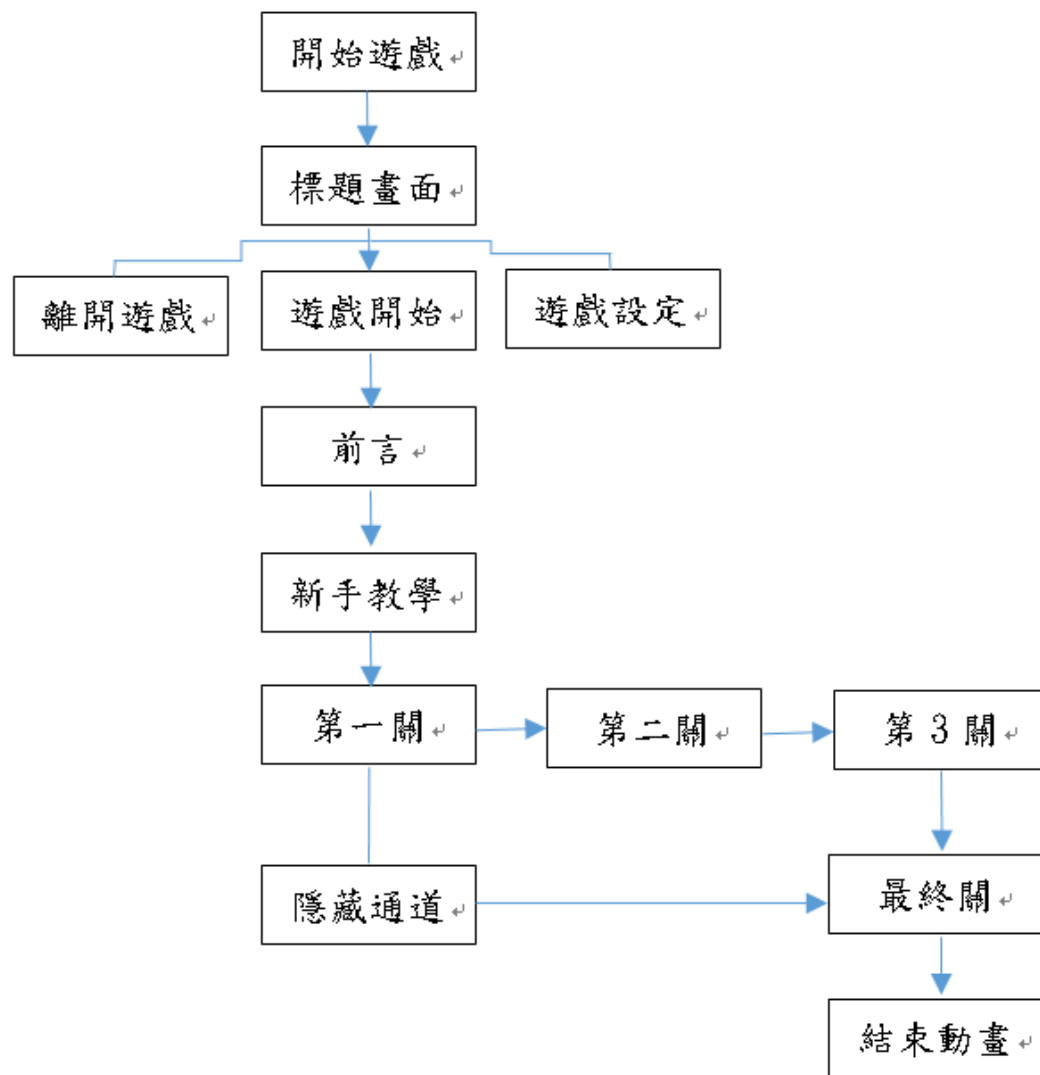 開始遊戲
標題畫面
離開遊戲
遊戲開始
遊戲設定
前言
新手教學
第一關
第二關
第3關
隱藏通道
最終關
結束動畫